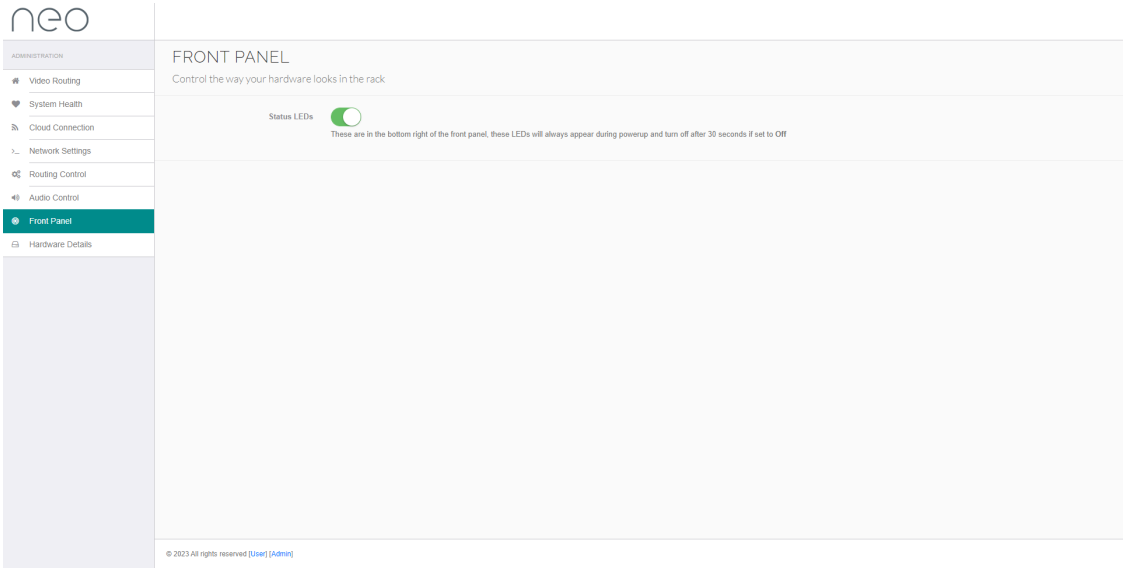 neo
ADMINISTRATION
Video Routing
System Health
Cloud Connection
Network Settings
Routing Control
Audio Control
Front Panel
Hardware Details
FRONT PANEL
Control the way your hardware looks in the rack
Status LEDs
These are in the bottom right of the front panel, these LEDs will always appear during powerup and turn off after 30 seconds if set to Off
© 2023 All rights reserved [User] [Admin]